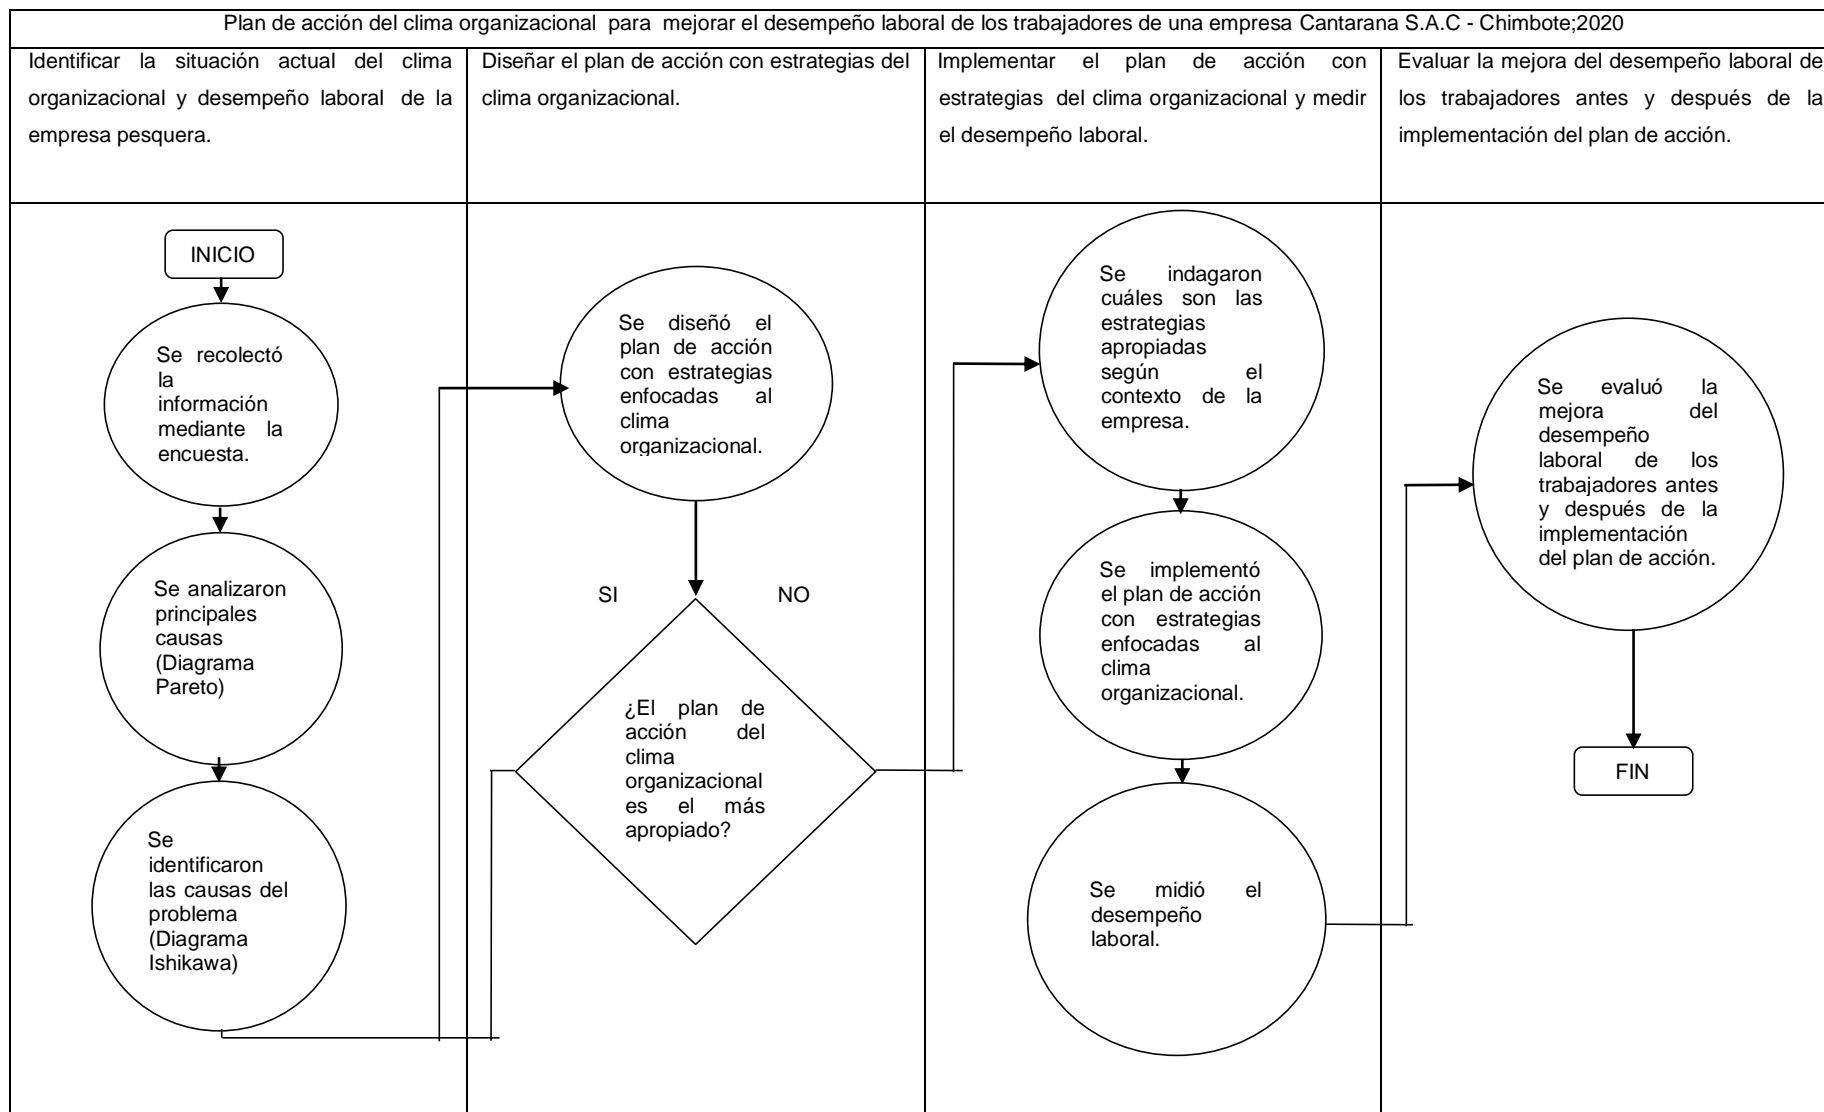 Plan de acción del clima organizacional para mejorar el desempeño laboral de los trabajadores de una empresa Cantarana S.A.C - Chimbote;2020
Identificar la situación actual del clima
organizacional y desempeño laboral de la
empresa pesquera.
Diseñar el plan de acción con estrategias del
clima organizacional.
Implementar el plan de acción con
estrategias del clima organizacional y medir
el desempeño laboral.
Evaluar la mejora del desempeño laboral de
los trabajadores antes y después de la
implementación del plan de acción.
INICIO
Se recolectó
la
información
mediante la
encuesta.
Se analizaron
principales
causas
(Diagrama
Pareto)
Se
identificaron
las causas del
problema
(Diagrama
Ishikawa)
Se diseñó el
plan de acción
con estrategias
enfocadas al
clima
organizacional.
SI
NO
¿El plan de
acción del
clima
organizacional
es el más
apropiado?
Se indagaron
cuáles son las
estrategias
apropiadas
según el
contexto de la
empresa.
Se implementó
el plan de acción
con estrategias
enfocadas al
clima
organizacional.
Se midió el
desempeño
laboral.
Se evaluó la
mejora del
desempeño
laboral de los
trabajadores antes
y después de la
implementación
del plan de acción.
FIN